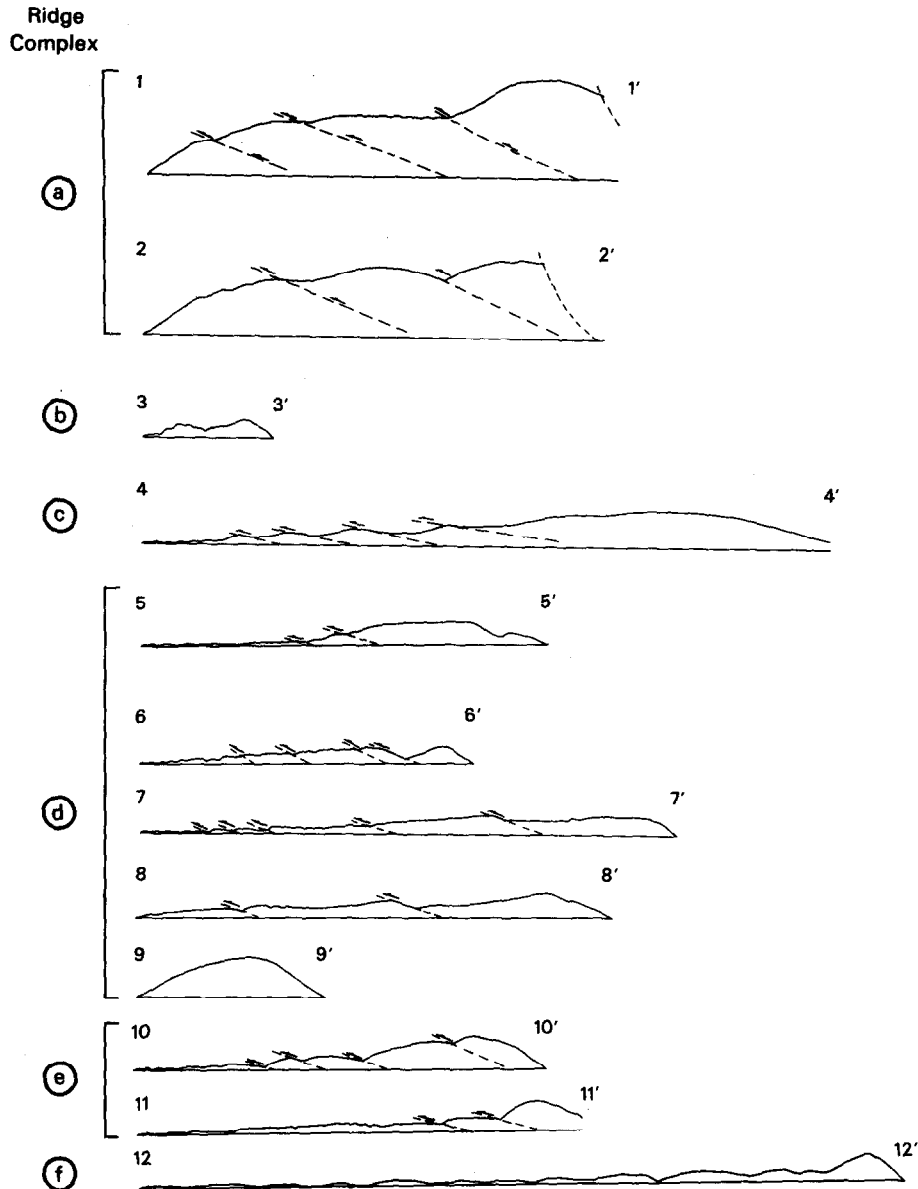 Ridge
Complex
1 1′
a
2 2′
b
3 3′
c
4 4′
5 5′
6 6′
d
7 7′
8 8′
9 9′
10 10′
e
11 11′
f
12 12′